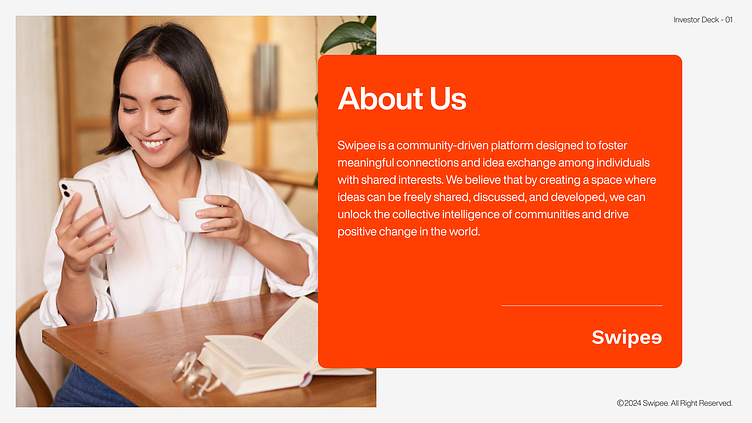 Investor Deck - 01
About Us
Swipee is a community-driven platform designed to foster
meaningful connections and idea exchange among individuals
with shared interests. We believe that by creating a space where
ideas can be freely shared, discussed, and developed, we can
unlock the collective intelligence of communities and drive
positive change in the world.
Swipee
©2024 Swipee. All Right Reserved.